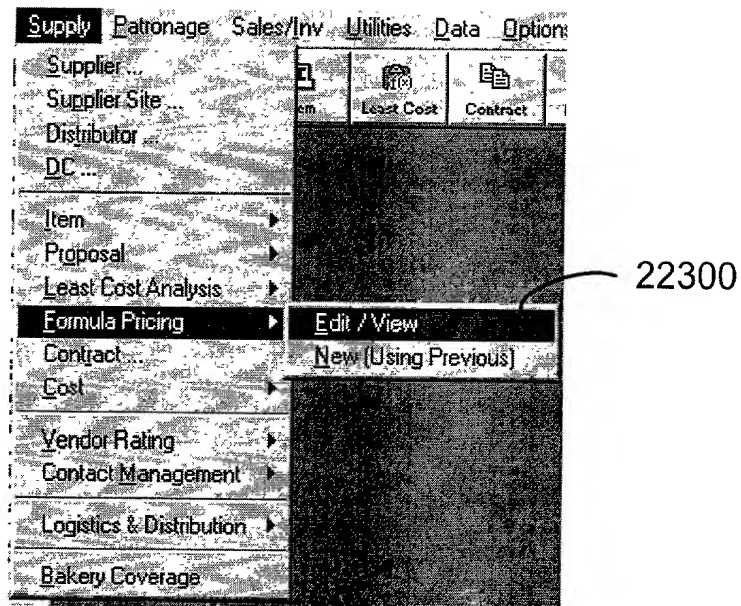 Supply Patronage Sales/Inv Utilities Data Options
Supplier ...
Supplier Site ...
Distributor ...
DC ...
Least Cost
Contract
Item
Proposal
Least Cost Analysis
Formula Pricing
Edit / View
New (Using Previous)
22300
Contract ...
Cost
Vendor Rating
Contact Management
Logistics & Distribution
Bakery Coverage